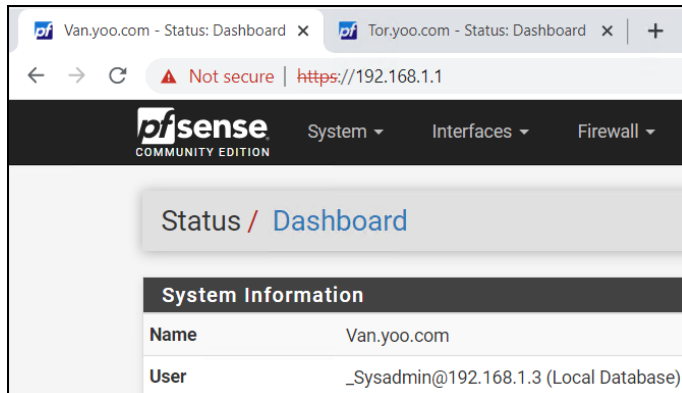 Van.yoo.com - Status: Dashboard Tor.yoo.com - Status: Dashboard
Not secure | https://192.168.1.1
pfsense System Interfaces Firewall
COMMUNITY EDITION
Status / Dashboard
System Information
Name Van.yoo.com
User _Sysadmin@192.168.1.3 (Local Database)